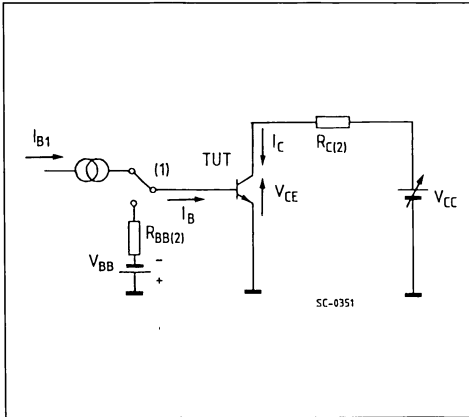 I_B1
(1)
TUT
I_C
R_C(2)
V_CE
V_CC
I_B
R_BB(2)
V_BB
-
+
SC-0351